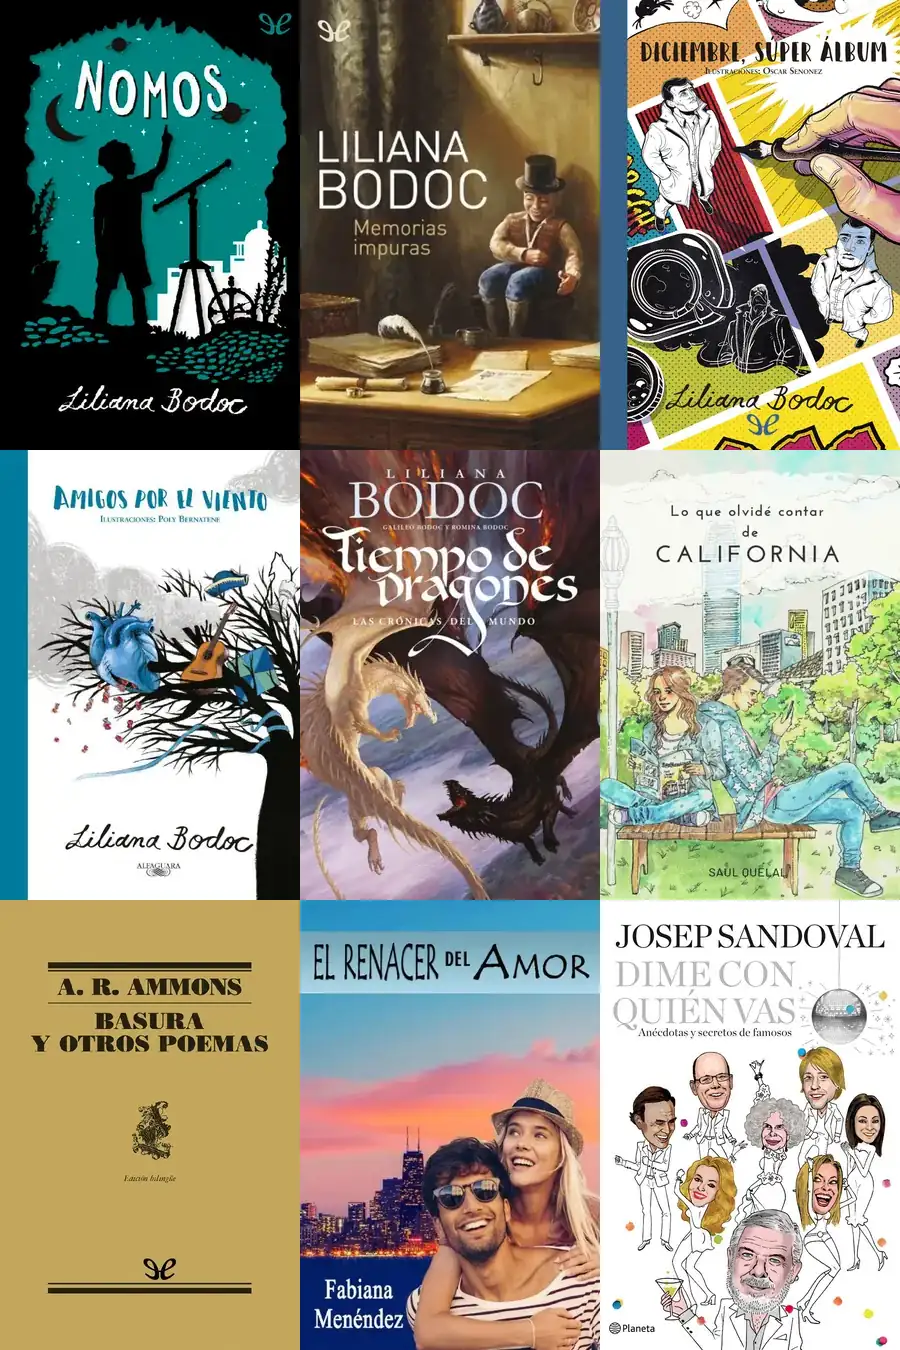 NOMOS
Liliana Bodoc
LILIANA
BODOC
Memorias
impuras
DICIEMBRE, SÚPER ÁLBUM
ILUSTRACIONES: OSCAR SENONEZ
Liliana Bodoc
AMIGOS POR EL VIENTO
ILUSTRACIONES: POLY BERNATENE
Liliana Bodoc
ALFAGUARA
LILIANA
BODOC
GALILEO BODOC Y ROMINA BODOC
Tiempo de
Dragones
LAS CRÓNICAS DEL MUNDO
Lo que olvidé contar
de
CALIFORNIA
SAÚL QUELAL
A. R. AMMONS
BASURA
Y OTROS POEMAS
Edición bilingüe
EL RENACER DEL AMOR
Fabiana
Menéndez
JOSEP SANDOVAL
DIME CON
QUIÉN VAS
Anécdotas y secretos de famosos
Planeta